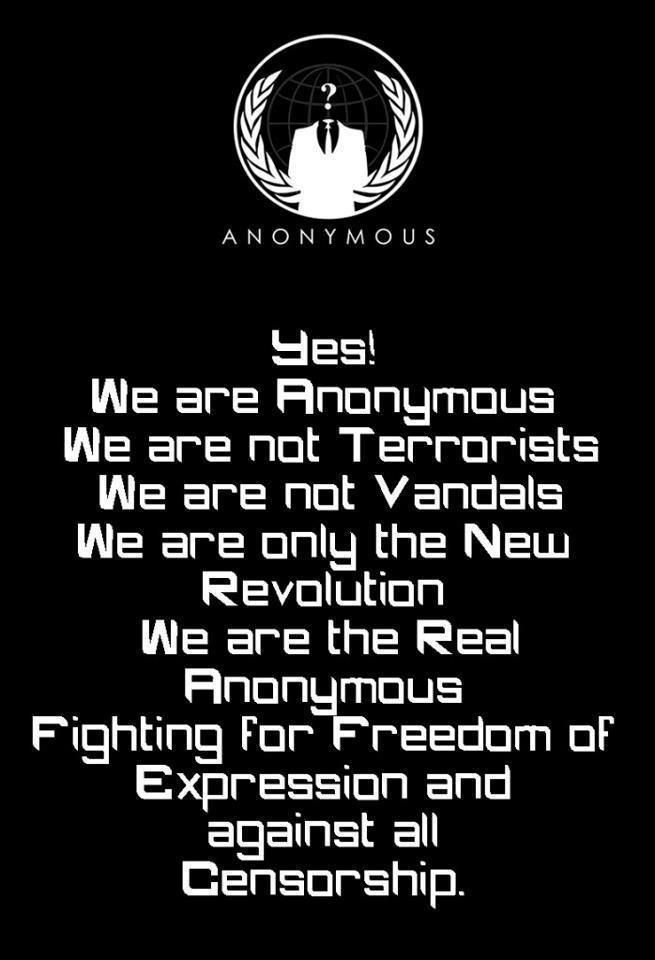 ?
ANONYMOUS
Yes!
We are Anonymous
We are not Terrorists
We are not Vandals
We are only the New
Revolution
We are the Real
Anonymous
Fighting for Freedom of
Expression and
against all
Censorship.